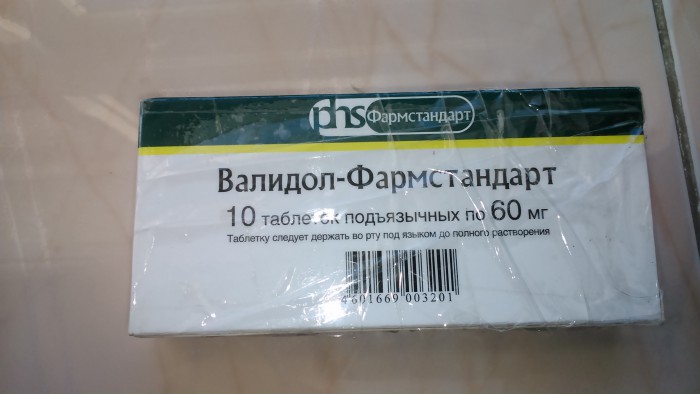 phs Фармстандарт
Валидол-Фармстандарт
10 таблеток подъязычных по 60 мг
Таблетку следует держать во рту под языком до полного растворения
4601669003201